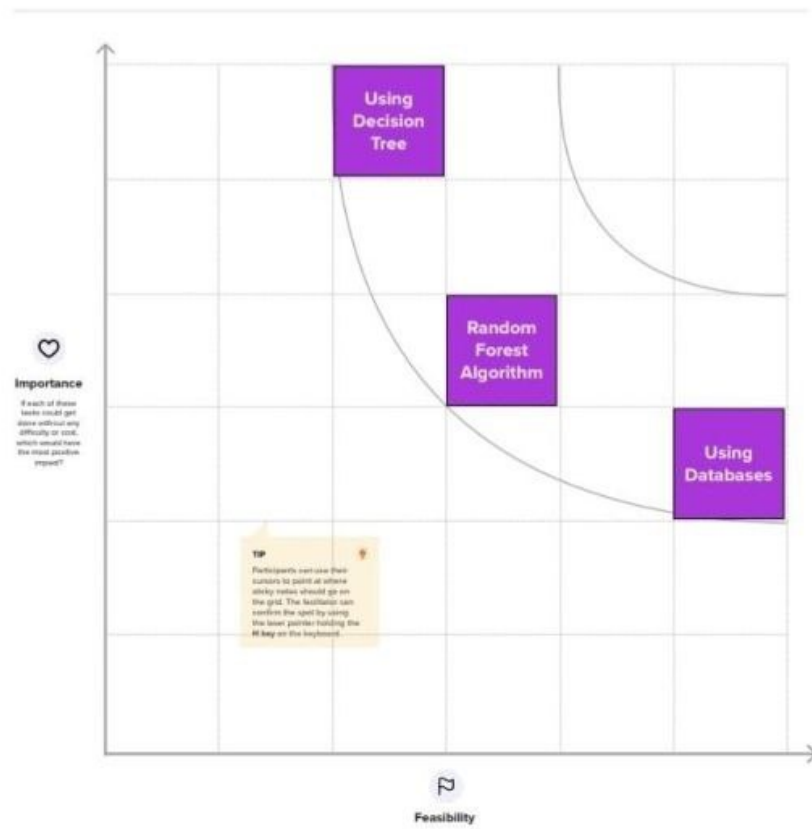 Using
Decision
Tree
Random
Forest
Algorithm
Importance
If each of these
tasks could get
done without any
difficulty or cost,
which would have
the most positive
impact?
Using
Databases
TIP
Participants can use their
cursors to point at where
sticky notes should go on
the grid. The facilitator can
confirm the spot by using
the laser pointer holding the
H key on the keyboard.
Feasibility